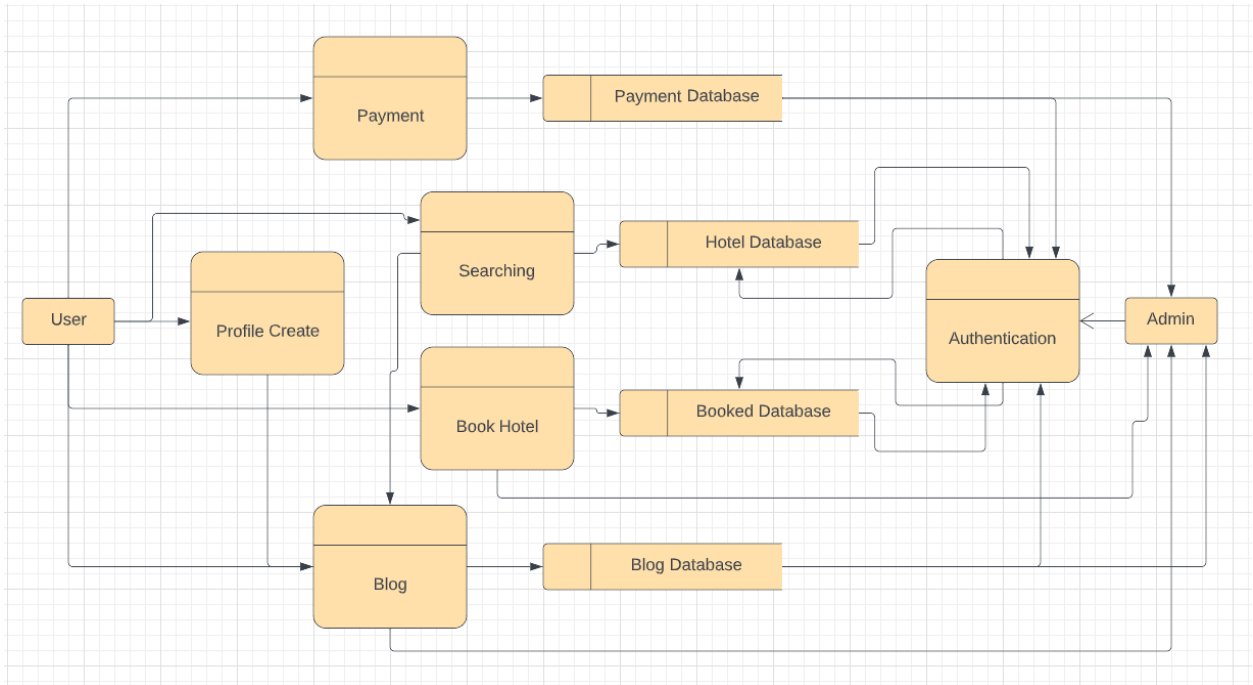 Payment
Payment Database
Searching
Hotel Database
User
Profile Create
Authentication
Admin
Book Hotel
Booked Database
Blog
Blog Database